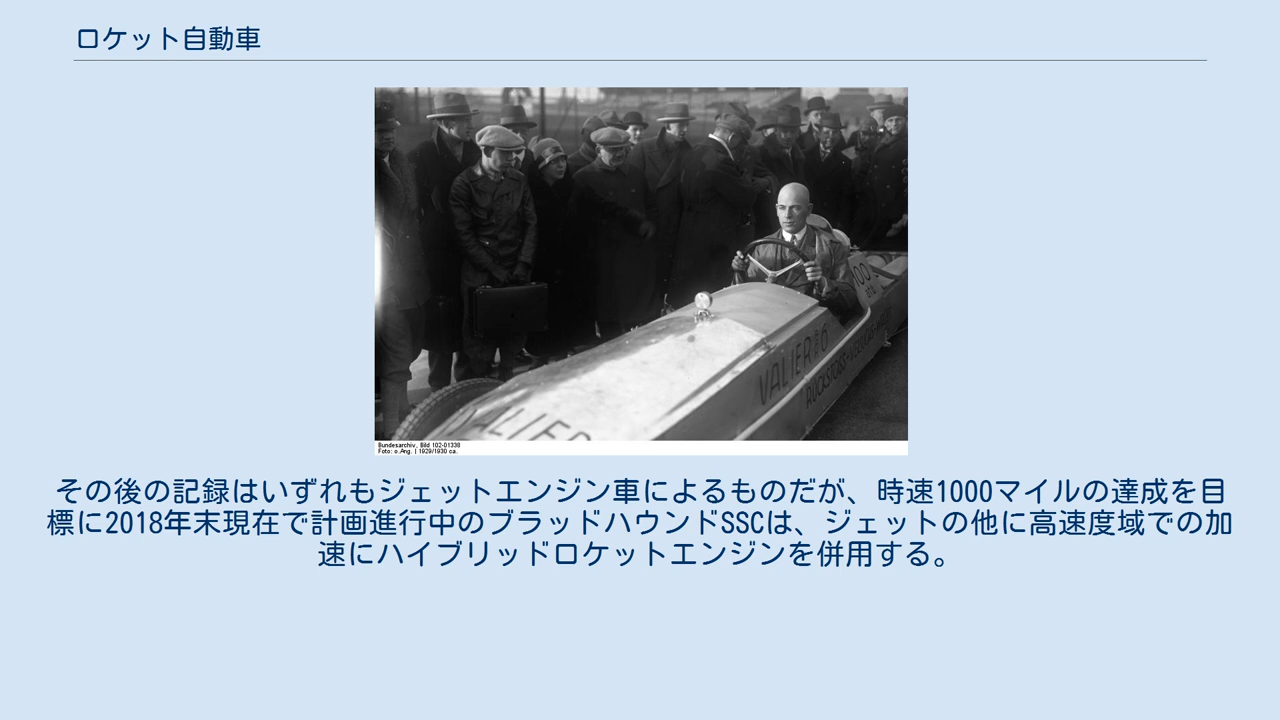 ロケット自動車
100
VALIER
6
VALIER
Bundesarchiv, Bild 102-01338
Foto: o.Ang. | 1929/1930 ca.
その後の記録はいずれもジェットエンジン車によるものだが、時速1000マイルの達成を目
標に2018年末現在で計画進行中のブラッドハウンドSSCは、ジェットの他に高速度域での加
速にハイブリッドロケットエンジンを併用する。